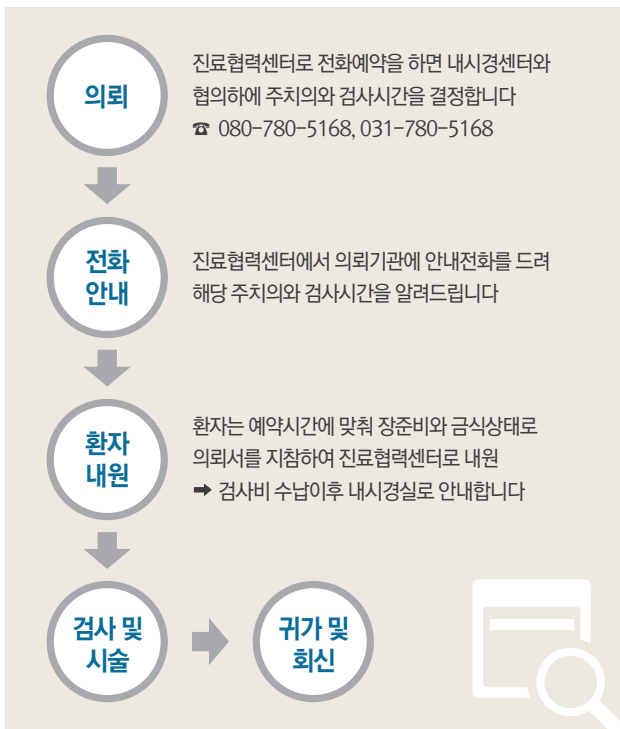 의뢰
진료협력센터로 전화예약을 하면 내시경센터와
협의하에 주치의와 검사시간을 결정합니다
☎ 080-780-5168, 031-780-5168
전화
안내
진료협력센터에서 의뢰기관에 안내전화를 드려
해당 주치의와 검사시간을 알려드립니다
환자
내원
환자는 예약시간에 맞춰 장준비와 금식상태로
의뢰서를 지참하여 진료협력센터로 내원
➡ 검사비 수납이후 내시경실로 안내합니다
검사 및
시술
귀가 및
회신